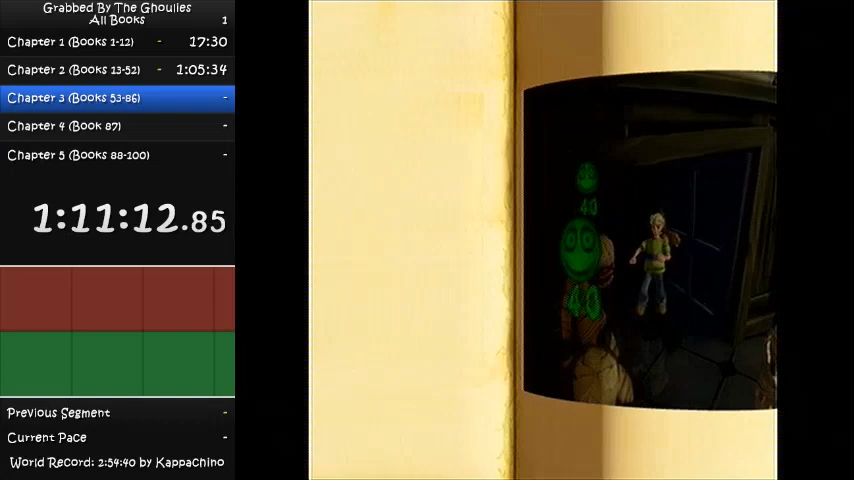 Grabbed By The Ghoulies
All Books 1
Chapter 1 (Books 1-12) - 17:30
Chapter 2 (Books 13-52) - 1:05:34
Chapter 3 (Books 53-86) -
Chapter 4 (Book 87) -
Chapter 5 (Books 88-100) -
1:11:12.85
40
40
Previous Segment -
Current Pace -
World Record: 2:54:40 by Kappachino